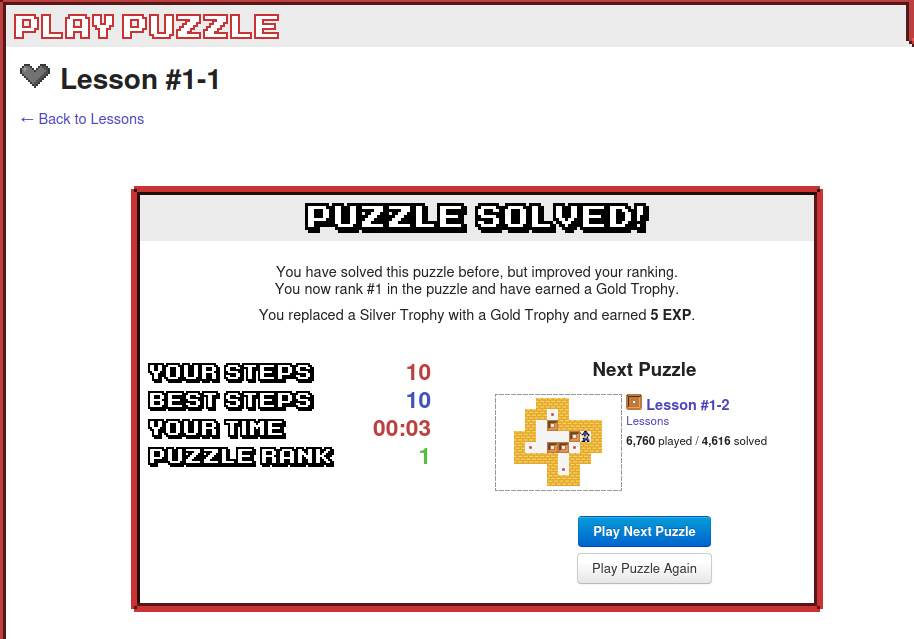 PLAY PUZZLE
Lesson #1-1
← Back to Lessons
PUZZLE SOLVED!
You have solved this puzzle before, but improved your ranking.
You now rank #1 in the puzzle and have earned a Gold Trophy.
You replaced a Silver Trophy with a Gold Trophy and earned 5 EXP.
YOUR STEPS 10
BEST STEPS 10
YOUR TIME 00:03
PUZZLE RANK 1
Next Puzzle
Lesson #1-2
Lessons
6,760 played / 4,616 solved
Play Next Puzzle
Play Puzzle Again